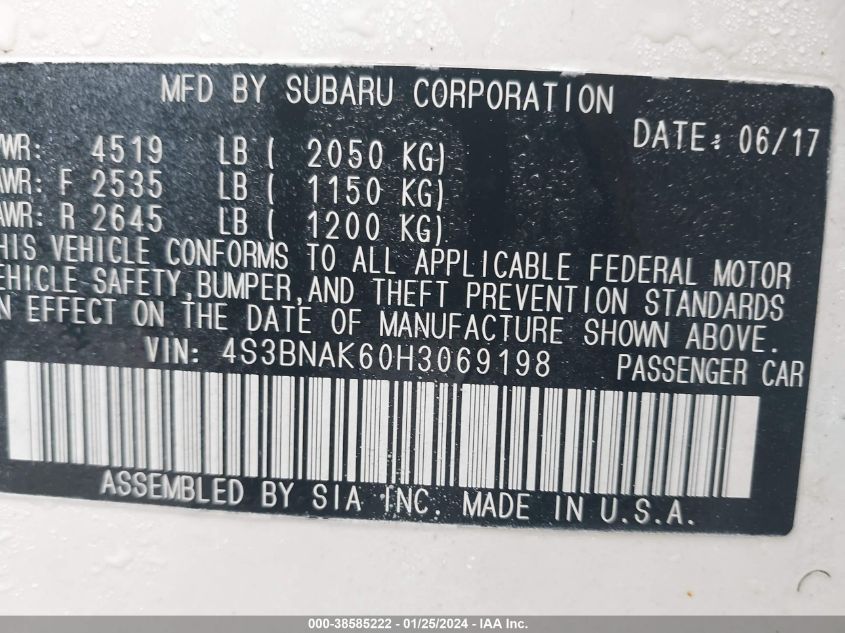 MFD BY SUBARU CORPORATION
DATE: 06/17
VWR: 4519 LB ( 2050 KG)
AWR: F 2535 LB ( 1150 KG)
AWR: R 2645 LB ( 1200 KG)
HIS VEHICLE CONFORMS TO ALL APPLICABLE FEDERAL MOTOR
EHICLE SAFETY,BUMPER,AND THEFT PREVENTION STANDARDS
N EFFECT ON THE DATE OF MANUFACTURE SHOWN ABOVE.
VIN: 4S3BNAK60H3069198 PASSENGER CAR
ASSEMBLED BY SIA INC. MADE IN U.S.A.
000-38585222 - 01/25/2024 - IAA Inc.